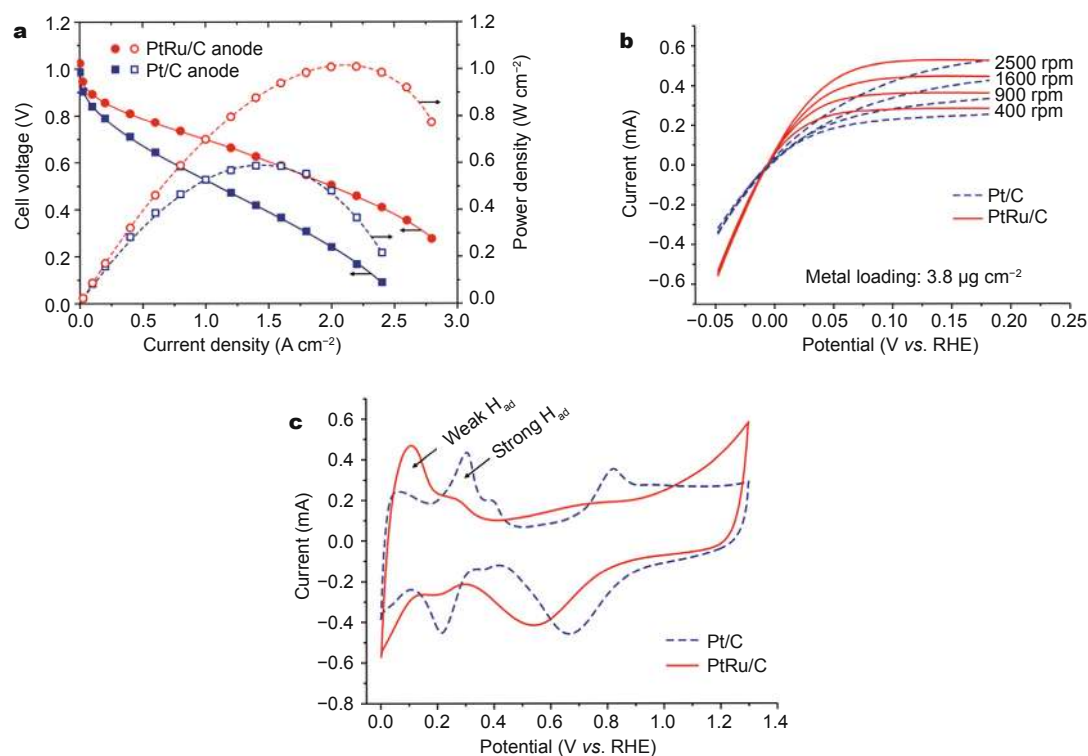 a
PtRu/C anode
Pt/C anode
Cell voltage (V)
1.2
1.0
0.8
0.6
0.4
0.2
0.0
0.0 0.5 1.0 1.5 2.0 2.5 3.0
Current density (A cm⁻²)
1.2
1.0
0.8
0.6
0.4
0.2
0.0
Power density (W cm⁻²)
b
Current (mA)
0.6
0.4
0.2
0.0
−0.2
−0.4
−0.6
2500 rpm
1600 rpm
900 rpm
400 rpm
Pt/C
PtRu/C
Metal loading: 3.8 μg cm⁻²
−0.05 0.00 0.05 0.10 0.15 0.20 0.25
Potential (V vs. RHE)
c
Weak Had
Strong Had
Current (mA)
0.6
0.4
0.2
0.0
−0.2
−0.4
−0.6
−0.8
Pt/C
PtRu/C
0.0 0.2 0.4 0.6 0.8 1.0 1.2 1.4
Potential (V vs. RHE)